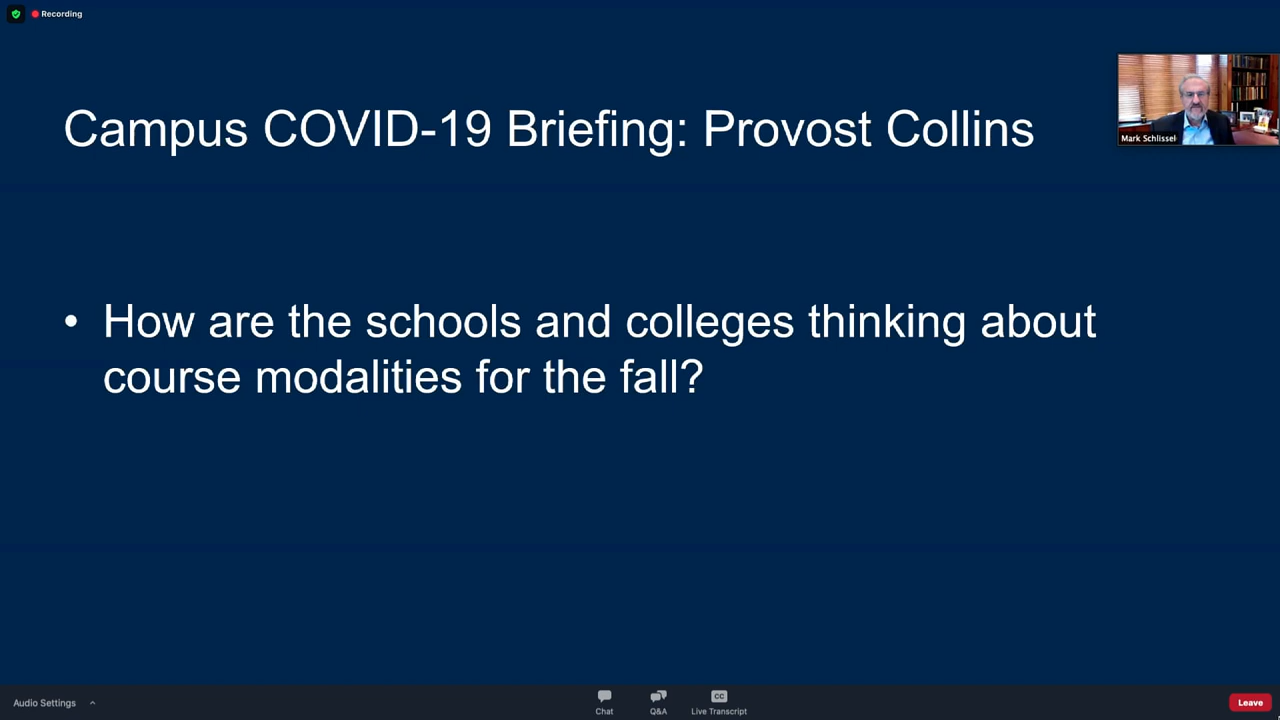 Recording
Campus COVID-19 Briefing: Provost Collins
Mark Schlissel
• How are the schools and colleges thinking about
course modalities for the fall?
Audio Settings
Chat
Q&A
CC
Live Transcript
Leave